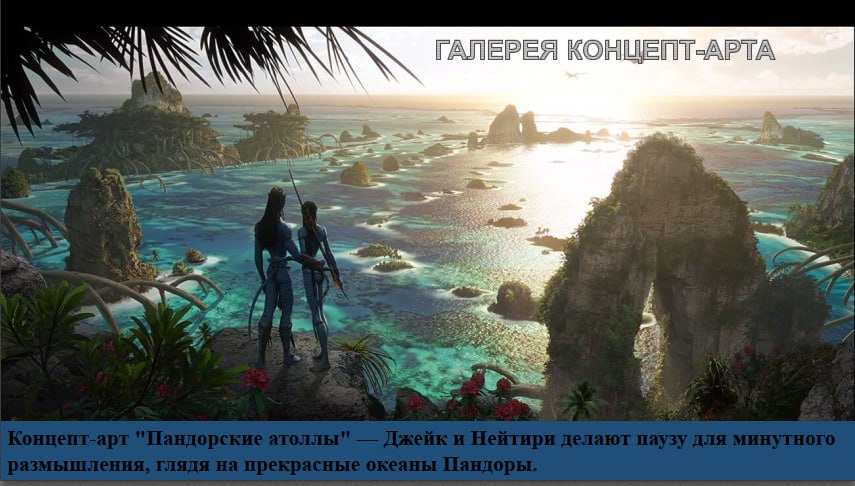 ГАЛЕРЕЯ КОНЦЕПТ-АРТА
Концепт-арт "Пандорские атоллы" — Джейк и Нейтири делают паузу для минутного
размышления, глядя на прекрасные океаны Пандоры.